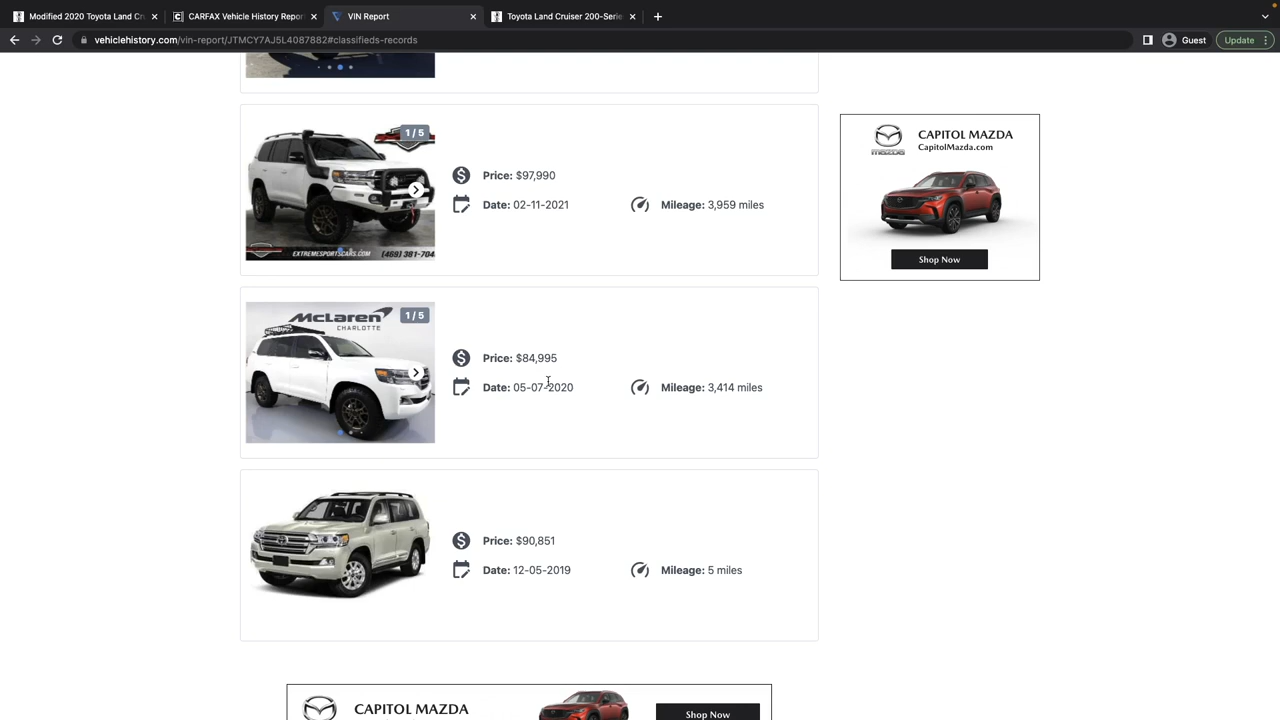 Modified 2020 Toyota Land Cru
CARFAX Vehicle History Repor
VIN Report
Toyota Land Cruiser 200-Serie
vehiclehistory.com/vin-report/JTMCY7AJ5L4087882#classifieds-records
Guest
Update
1 / 5
EXTREMESPORTSCARS.COM (469) 381-704
Price: $97,990
Date: 02-11-2021
Mileage: 3,959 miles
CAPITOL MAZDA
CapitolMazda.com
Shop Now
McLaren
CHARLOTTE
1 / 5
Price: $84,995
Date: 05-07-2020
Mileage: 3,414 miles
Price: $90,851
Date: 12-05-2019
Mileage: 5 miles
CAPITOL MAZDA
Shop Now